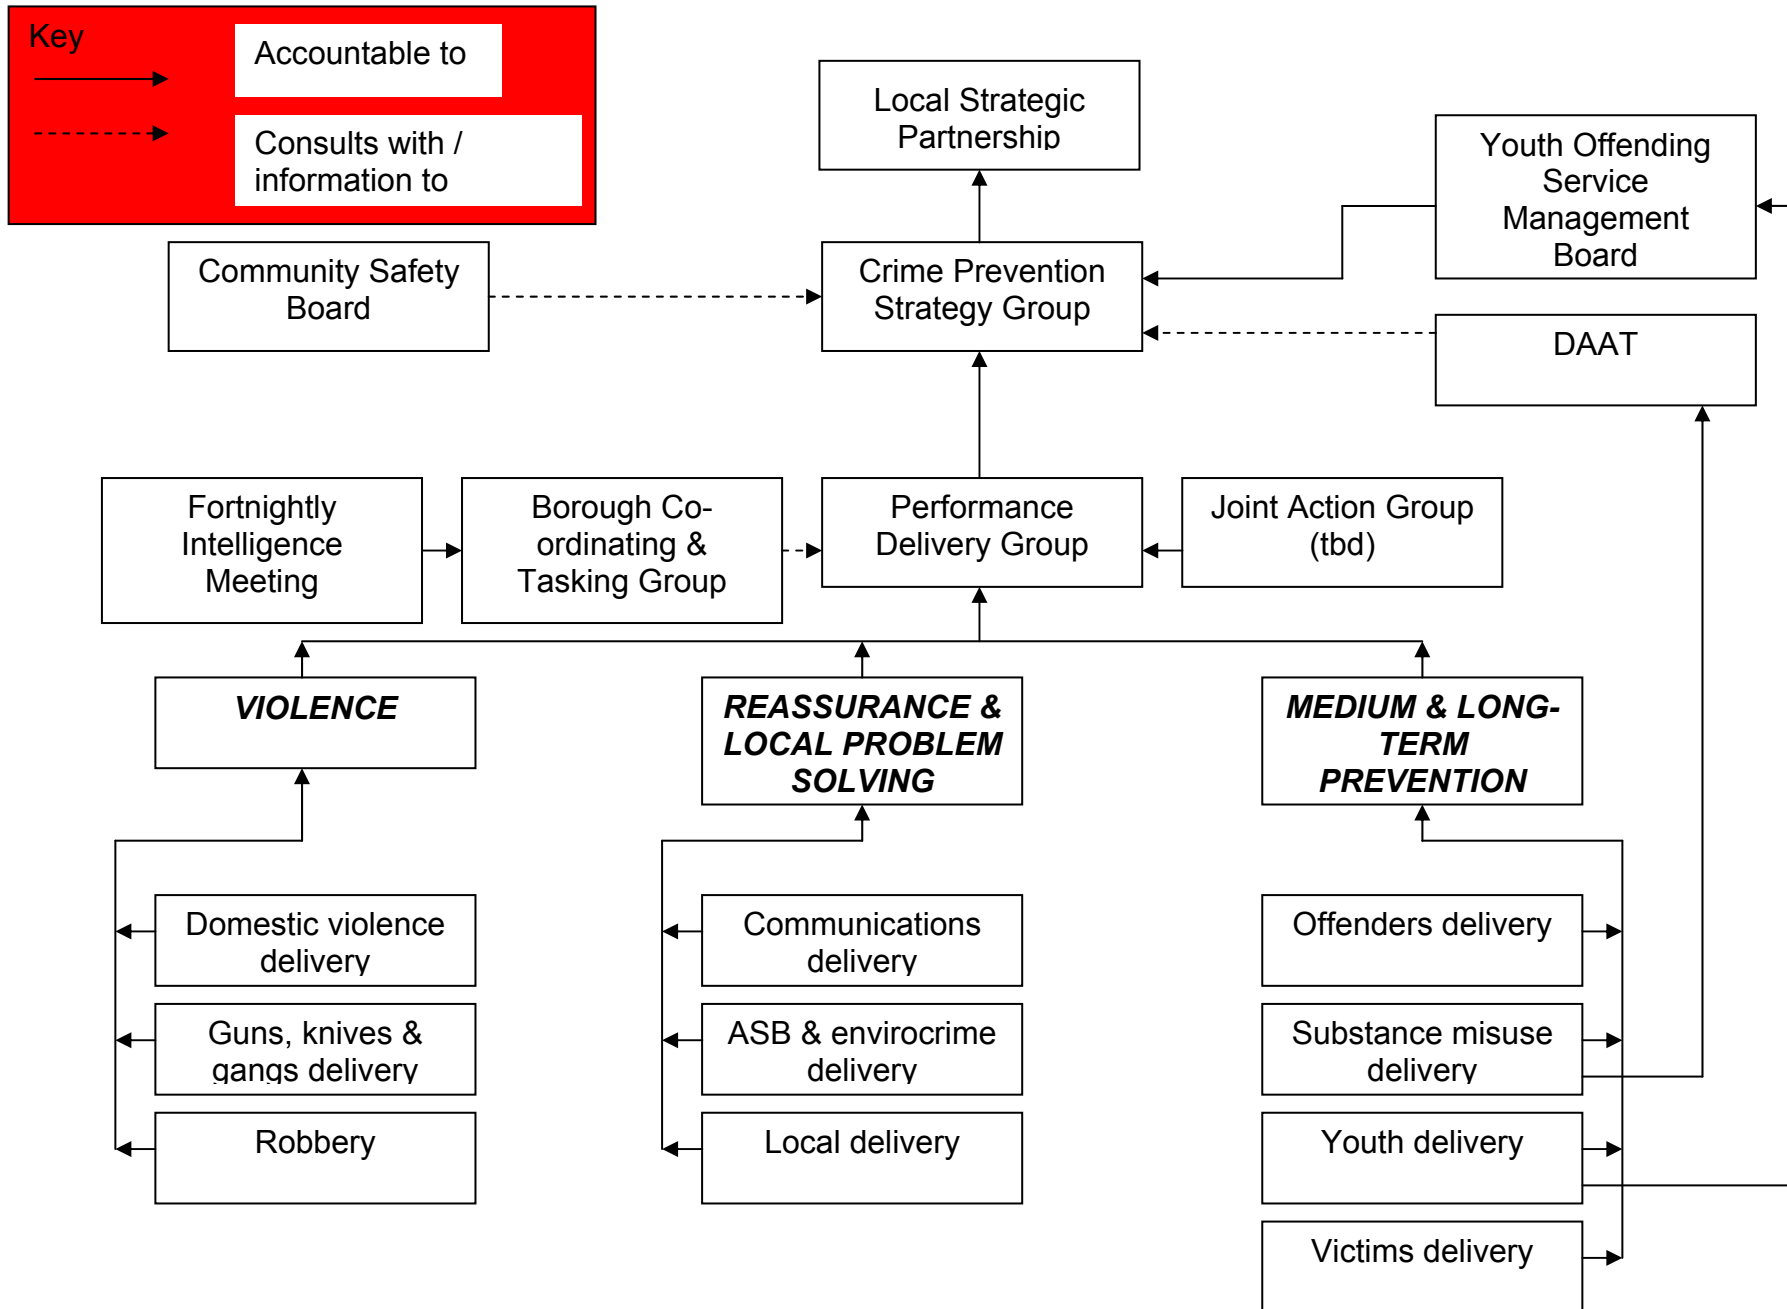 Key
Accountable to
Consults with /
information to
Local Strategic
Partnership
Youth Offending
Service
Management
Board
Community Safety
Board
Crime Prevention
Strategy Group
DAAT
Fortnightly
Intelligence
Meeting
Borough Co-
ordinating &
Tasking Group
Performance
Delivery Group
Joint Action Group
(tbd)
VIOLENCE
REASSURANCE &
LOCAL PROBLEM
SOLVING
MEDIUM & LONG-
TERM
PREVENTION
Domestic violence
delivery
Communications
delivery
Offenders delivery
Guns, knives &
gangs delivery
ASB & envirocrime
delivery
Substance misuse
delivery
Robbery
Local delivery
Youth delivery
Victims delivery